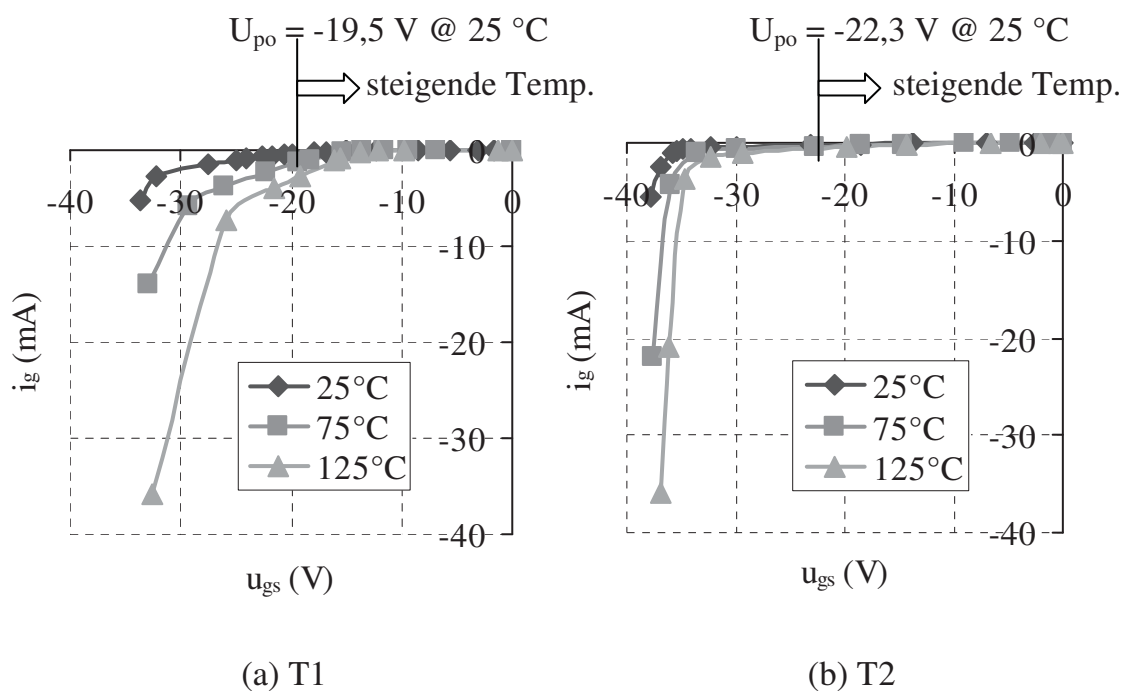 U_po = -19,5 V @ 25 °C
steigende Temp.
0
-40
-30
-20
-10
0
-10
-20
-30
-40
i_g (mA)
25°C
75°C
125°C
u_gs (V)
(a) T1
U_po = -22,3 V @ 25 °C
steigende Temp.
0
-40
-30
-20
-10
0
-10
-20
-30
-40
i_g (mA)
25°C
75°C
125°C
u_gs (V)
(b) T2